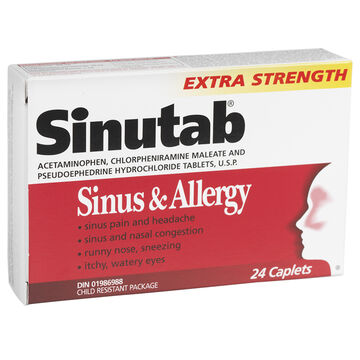 EXTRA STRENGTH
Sinutab®
ACETAMINOPHEN, CHLORPHENIRAMINE MALEATE AND
PSEUDOEPHEDRINE HYDROCHLORIDE TABLETS, U.S.P.
Sinus & Allergy
• sinus pain and headache
• sinus and nasal congestion
• runny nose, sneezing
• itchy, watery eyes
24 Caplets
DIN 01986988
CHILD RESISTANT PACKAGE